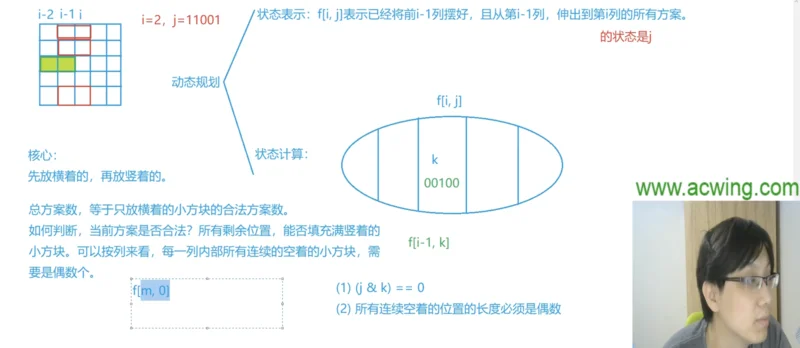 i-2 i-1 i
i=2，j=11001
状态表示：f[i, j]表示已经将前i-1列摆好，且从第i-1列，伸出到第i列的所有方案。
的状态是j
动态规划
f[i, j]
核心：
先放横着的，再放竖着的。
状态计算：
k
00100
www.acwing.com
总方案数，等于只放横着的小方块的合法方案数。
如何判断，当前方案是否合法？所有剩余位置，能否填充满竖着的
小方块。可以按列来看，每一列内部所有连续的空着的小方块，需
要是偶数个。
f[i-1, k]
f[m, 0]
(1) (j & k) == 0
(2) 所有连续空着的位置的长度必须是偶数